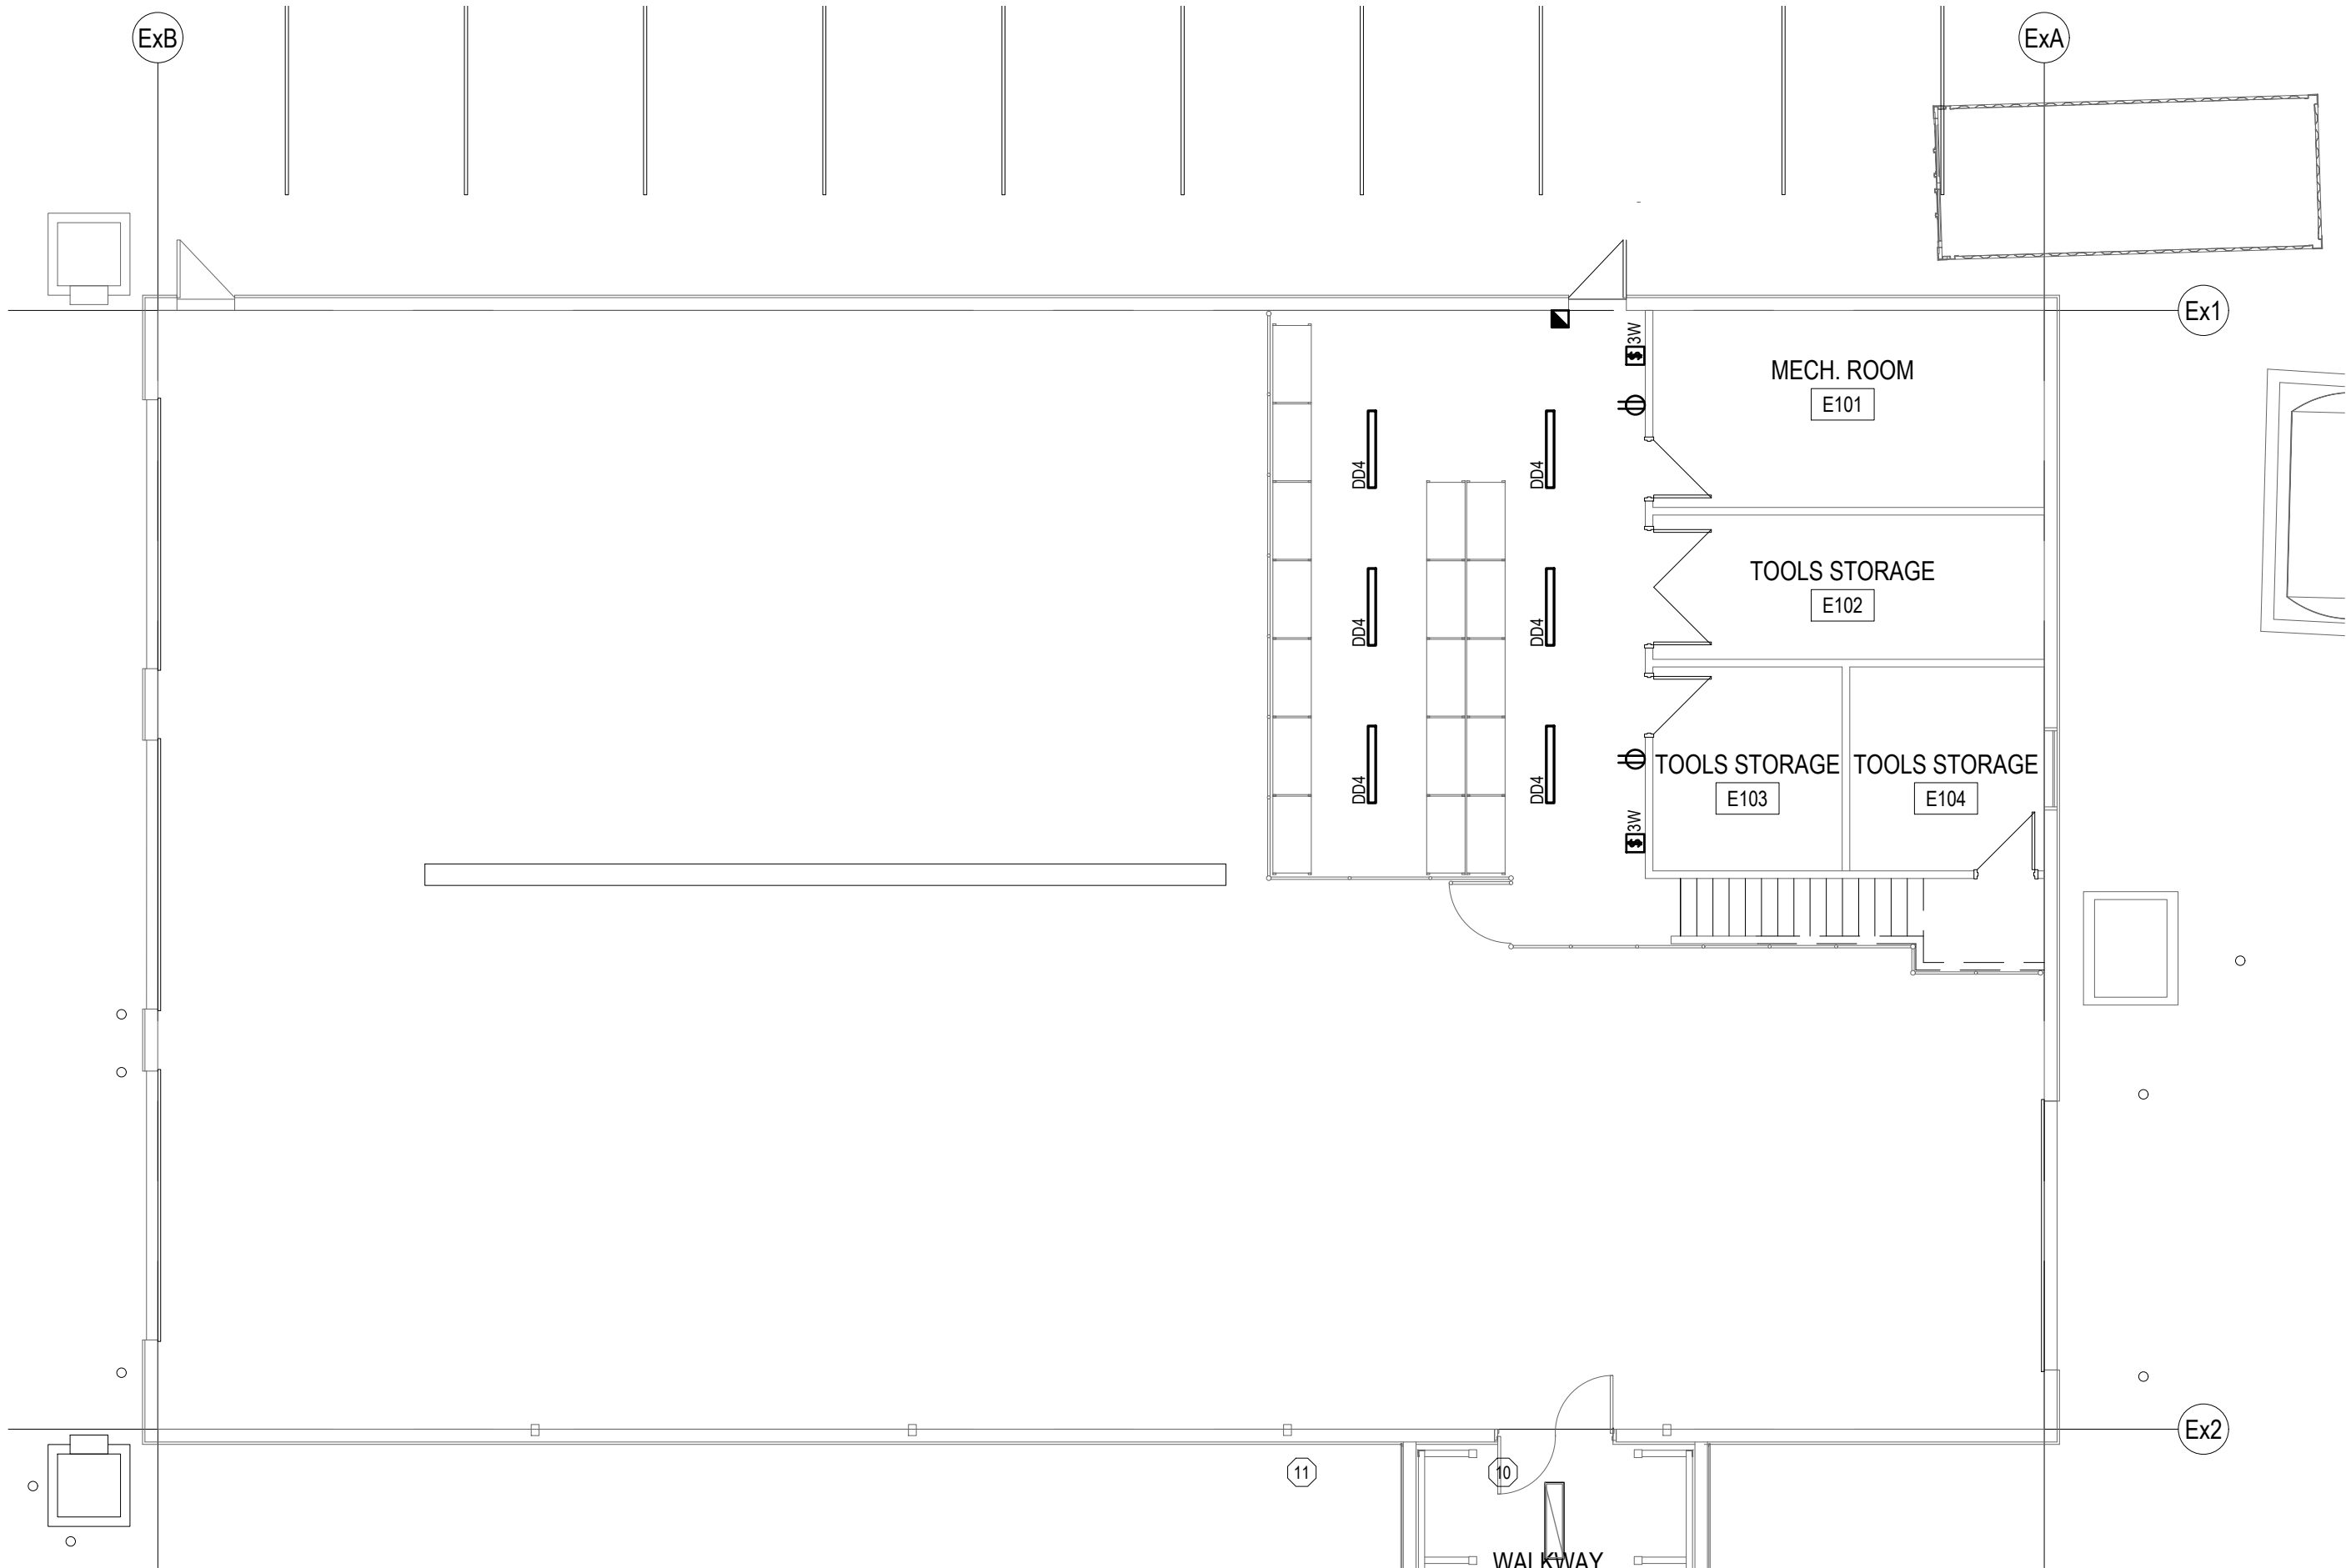 ExB
ExA
Ex1
$ 3W
MECH. ROOM
E101
DD4
DD4
TOOLS STORAGE
E102
DD4
DD4
TOOLS STORAGE
E103
TOOLS STORAGE
E104
DD4
DD4
$ 3W
Ex2
11
10
WALKWAY